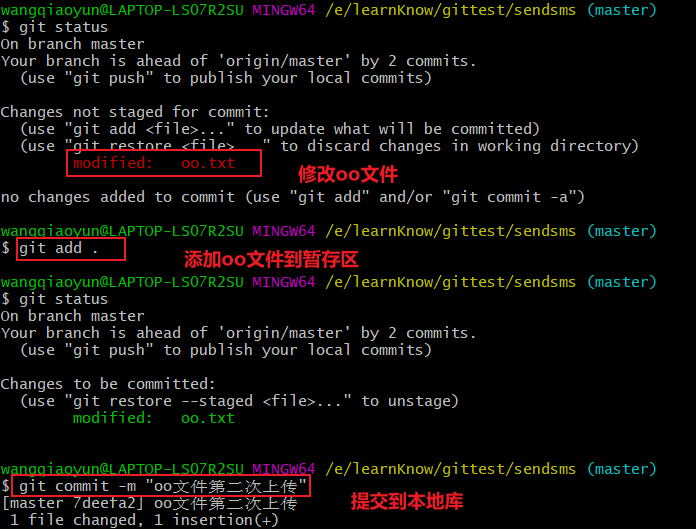 wangqiaoyun@LAPTOP-LS07R2SU MINGW64 /e/learnKnow/gittest/sendsms (master)
$ git status
On branch master
Your branch is ahead of 'origin/master' by 2 commits.
(use "git push" to publish your local commits)
Changes not staged for commit:
(use "git add <file>..." to update what will be committed)
(use "git restore <file>..." to discard changes in working directory)
modified: oo.txt
修改oo文件
no changes added to commit (use "git add" and/or "git commit -a")
wangqiaoyun@LAPTOP-LS07R2SU MINGW64 /e/learnKnow/gittest/sendsms (master)
$ git add .
添加oo文件到暂存区
wangqiaoyun@LAPTOP-LS07R2SU MINGW64 /e/learnKnow/gittest/sendsms (master)
$ git status
On branch master
Your branch is ahead of 'origin/master' by 2 commits.
(use "git push" to publish your local commits)
Changes to be committed:
(use "git restore --staged <file>..." to unstage)
modified: oo.txt
wangqiaoyun@LAPTOP-LS07R2SU MINGW64 /e/learnKnow/gittest/sendsms (master)
$ git commit -m "oo文件第二次上传"
提交到本地库
[master 7deefa2] oo文件第二次上传
1 file changed, 1 insertion(+)